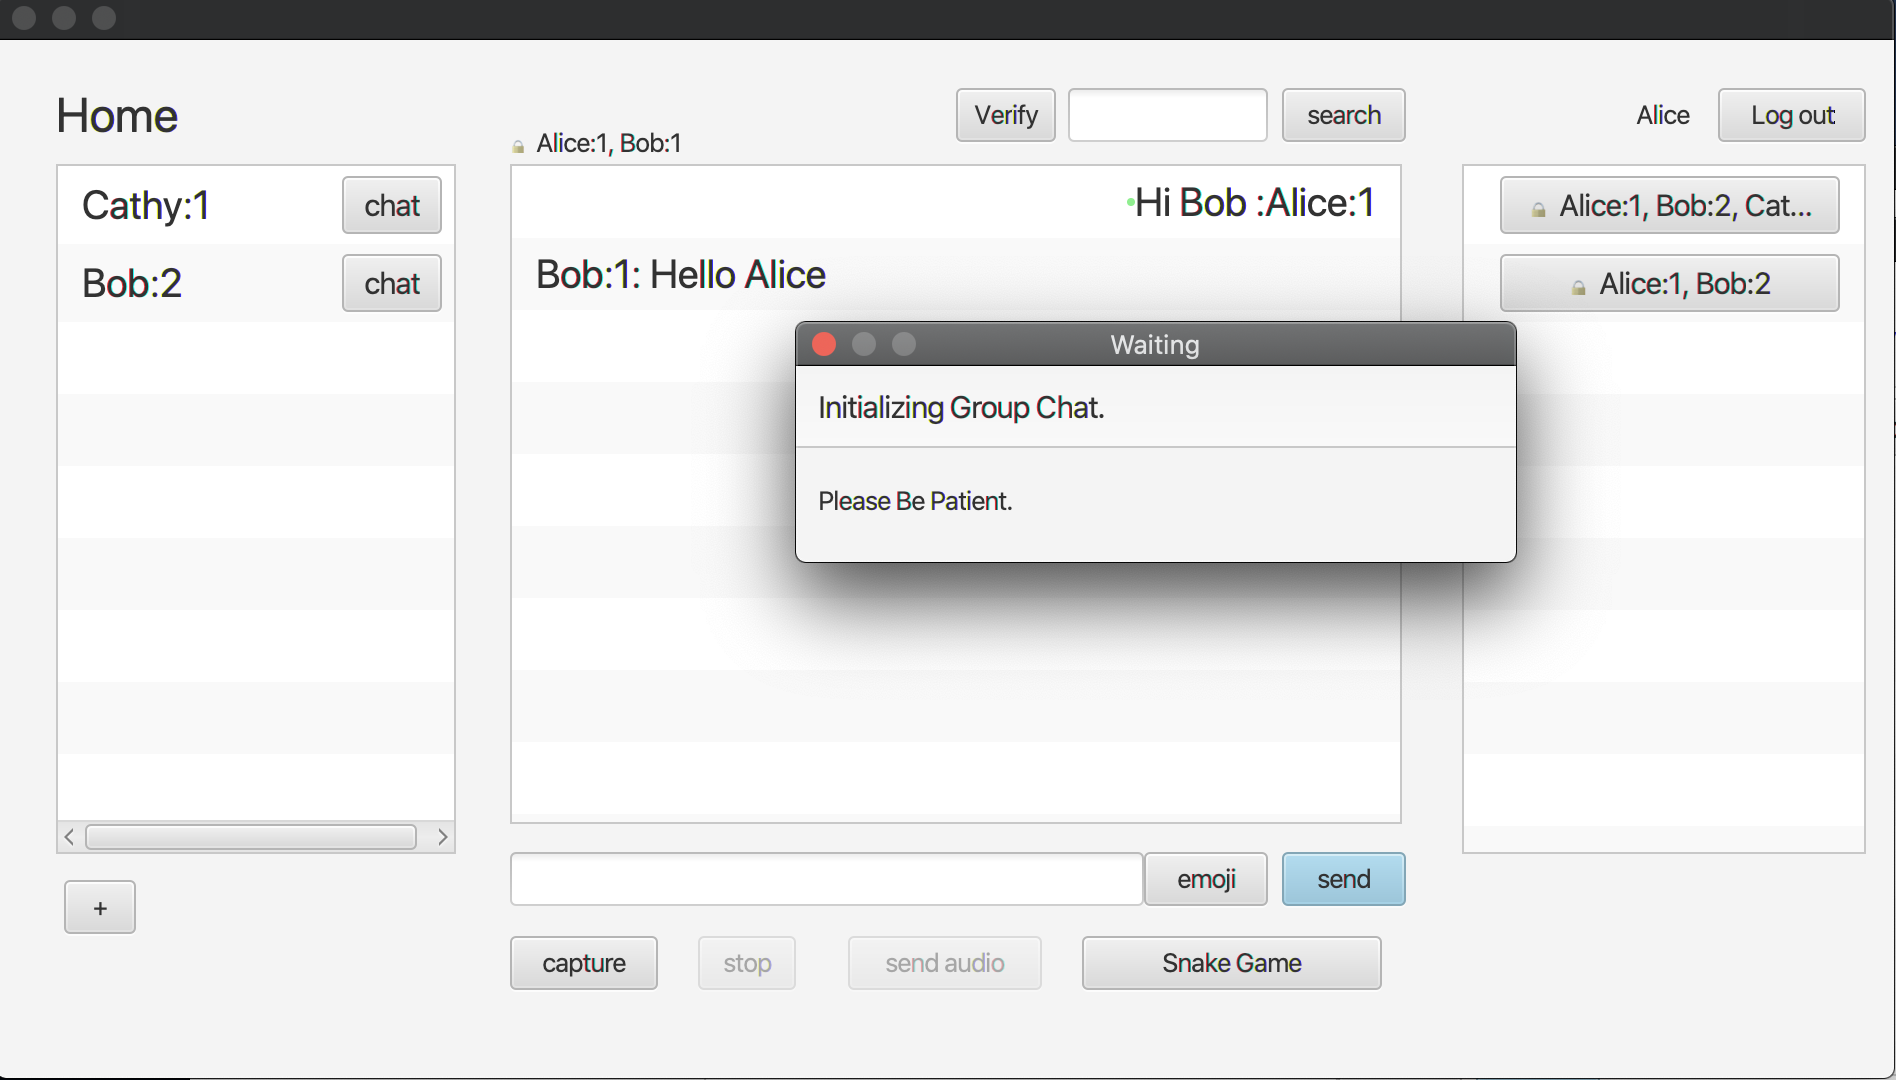 Home
Verify
search
Alice
Log out
Alice:1, Bob:1
Cathy:1
chat
Bob:2
chat
Hi Bob :Alice:1
Bob:1: Hello Alice
Alice:1, Bob:2, Cat...
Alice:1, Bob:2
Waiting
Initializing Group Chat.
Please Be Patient.
+
emoji
send
capture
stop
send audio
Snake Game